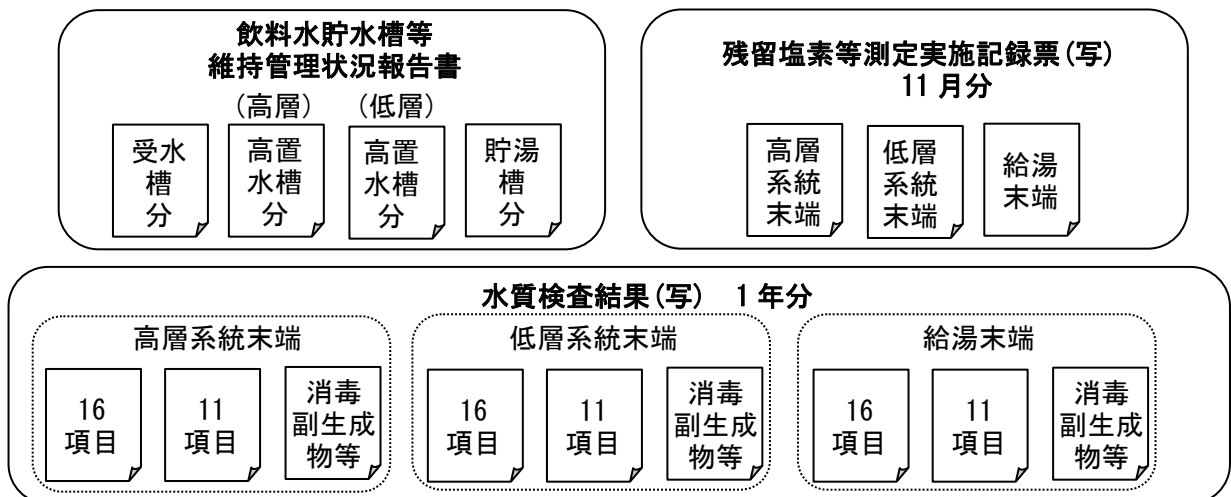 飲料水貯水槽等
維持管理状況報告書
(高層) (低層)
受水
槽
分
高置
水槽
分
高置
水槽
分
貯湯
槽
分
残留塩素等測定実施記録票(写)
11月分
高層
系統
末端
低層
系統
末端
給湯
末端
水質検査結果(写) 1年分
高層系統末端
16
項目
11
項目
消毒
副生成
物等
低層系統末端
16
項目
11
項目
消毒
副生成
物等
給湯末端
16
項目
11
項目
消毒
副生成
物等